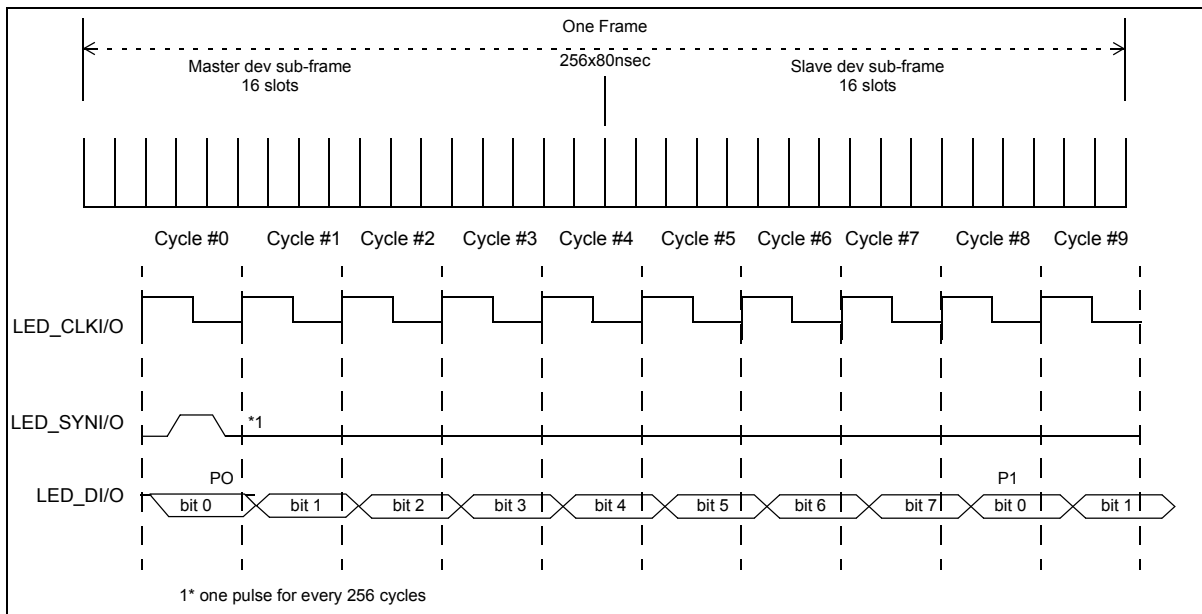 One Frame
256x80nsec
Master dev sub-frame
16 slots
Slave dev sub-frame
16 slots
Cycle #0 Cycle #1 Cycle #2 Cycle #3 Cycle #4 Cycle #5 Cycle #6 Cycle #7 Cycle #8 Cycle #9
LED_CLKI/O
LED_SYNI/O *1
PO P1
LED_DI/O bit 0 bit 1 bit 2 bit 3 bit 4 bit 5 bit 6 bit 7 bit 0 bit 1
1* one pulse for every 256 cycles